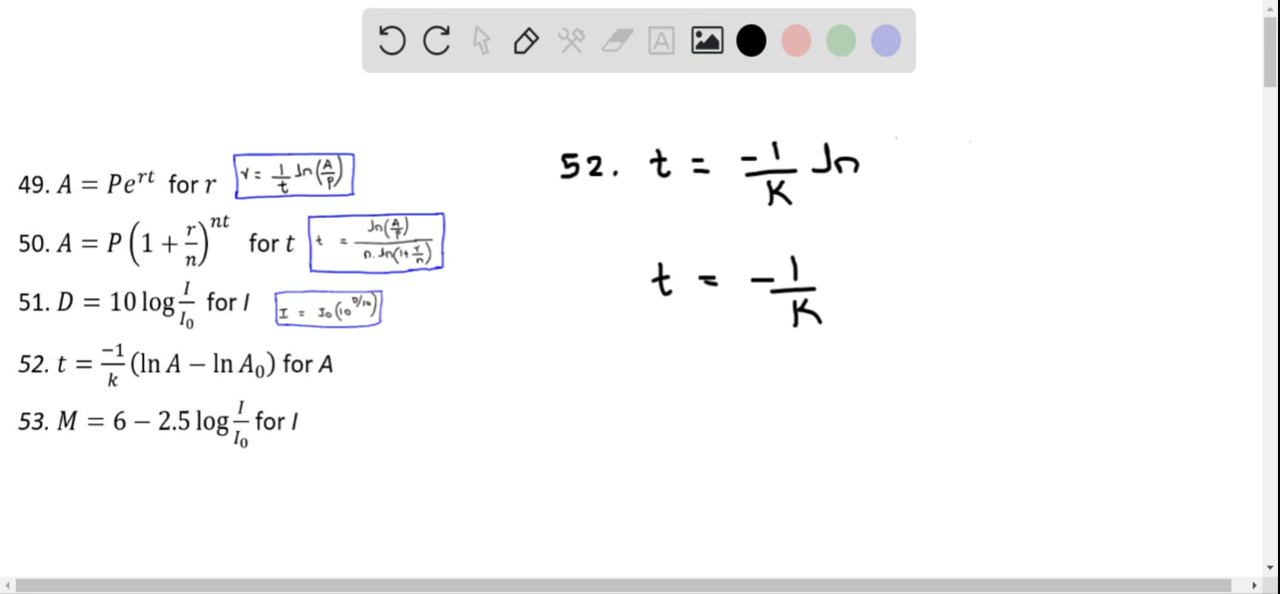 49. A = Pe^{rt} for r r = 1/t ln(A/P)
50. A = P(1 + r/n)^{nt} for t t = ln(A/P) / n.ln(1+r/n)
51. D = 10 log I/I₀ for I I = I₀(10^{D/10})
52. t = -1/k (ln A − ln A₀) for A
53. M = 6 − 2.5 log I/I₀ for I
52. t = -1/K ln
t = -1/K